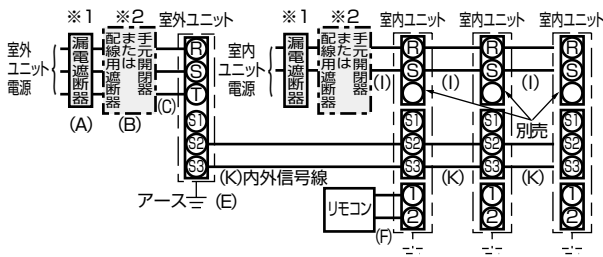 ※1
※2
室外ユニット
室外
ユニット
電源
漏電遮断器
手元開閉器
または
配線用遮断器
(A)
(B)
(C)
R
S
T
S1
S2
S3
アース
(E)
(K)内外信号線
※1
※2
室内ユニット
室内ユニット
室内ユニット
室内
ユニット
電源
漏電遮断器
手元開閉器
または
配線用遮断器
(I)
(I)
(I)
R
S
R
S
R
S
別売
S1
S2
S3
S1
S2
S3
S1
S2
S3
(K)
(K)
リモコン
(F)
1
2
1
2
1
2